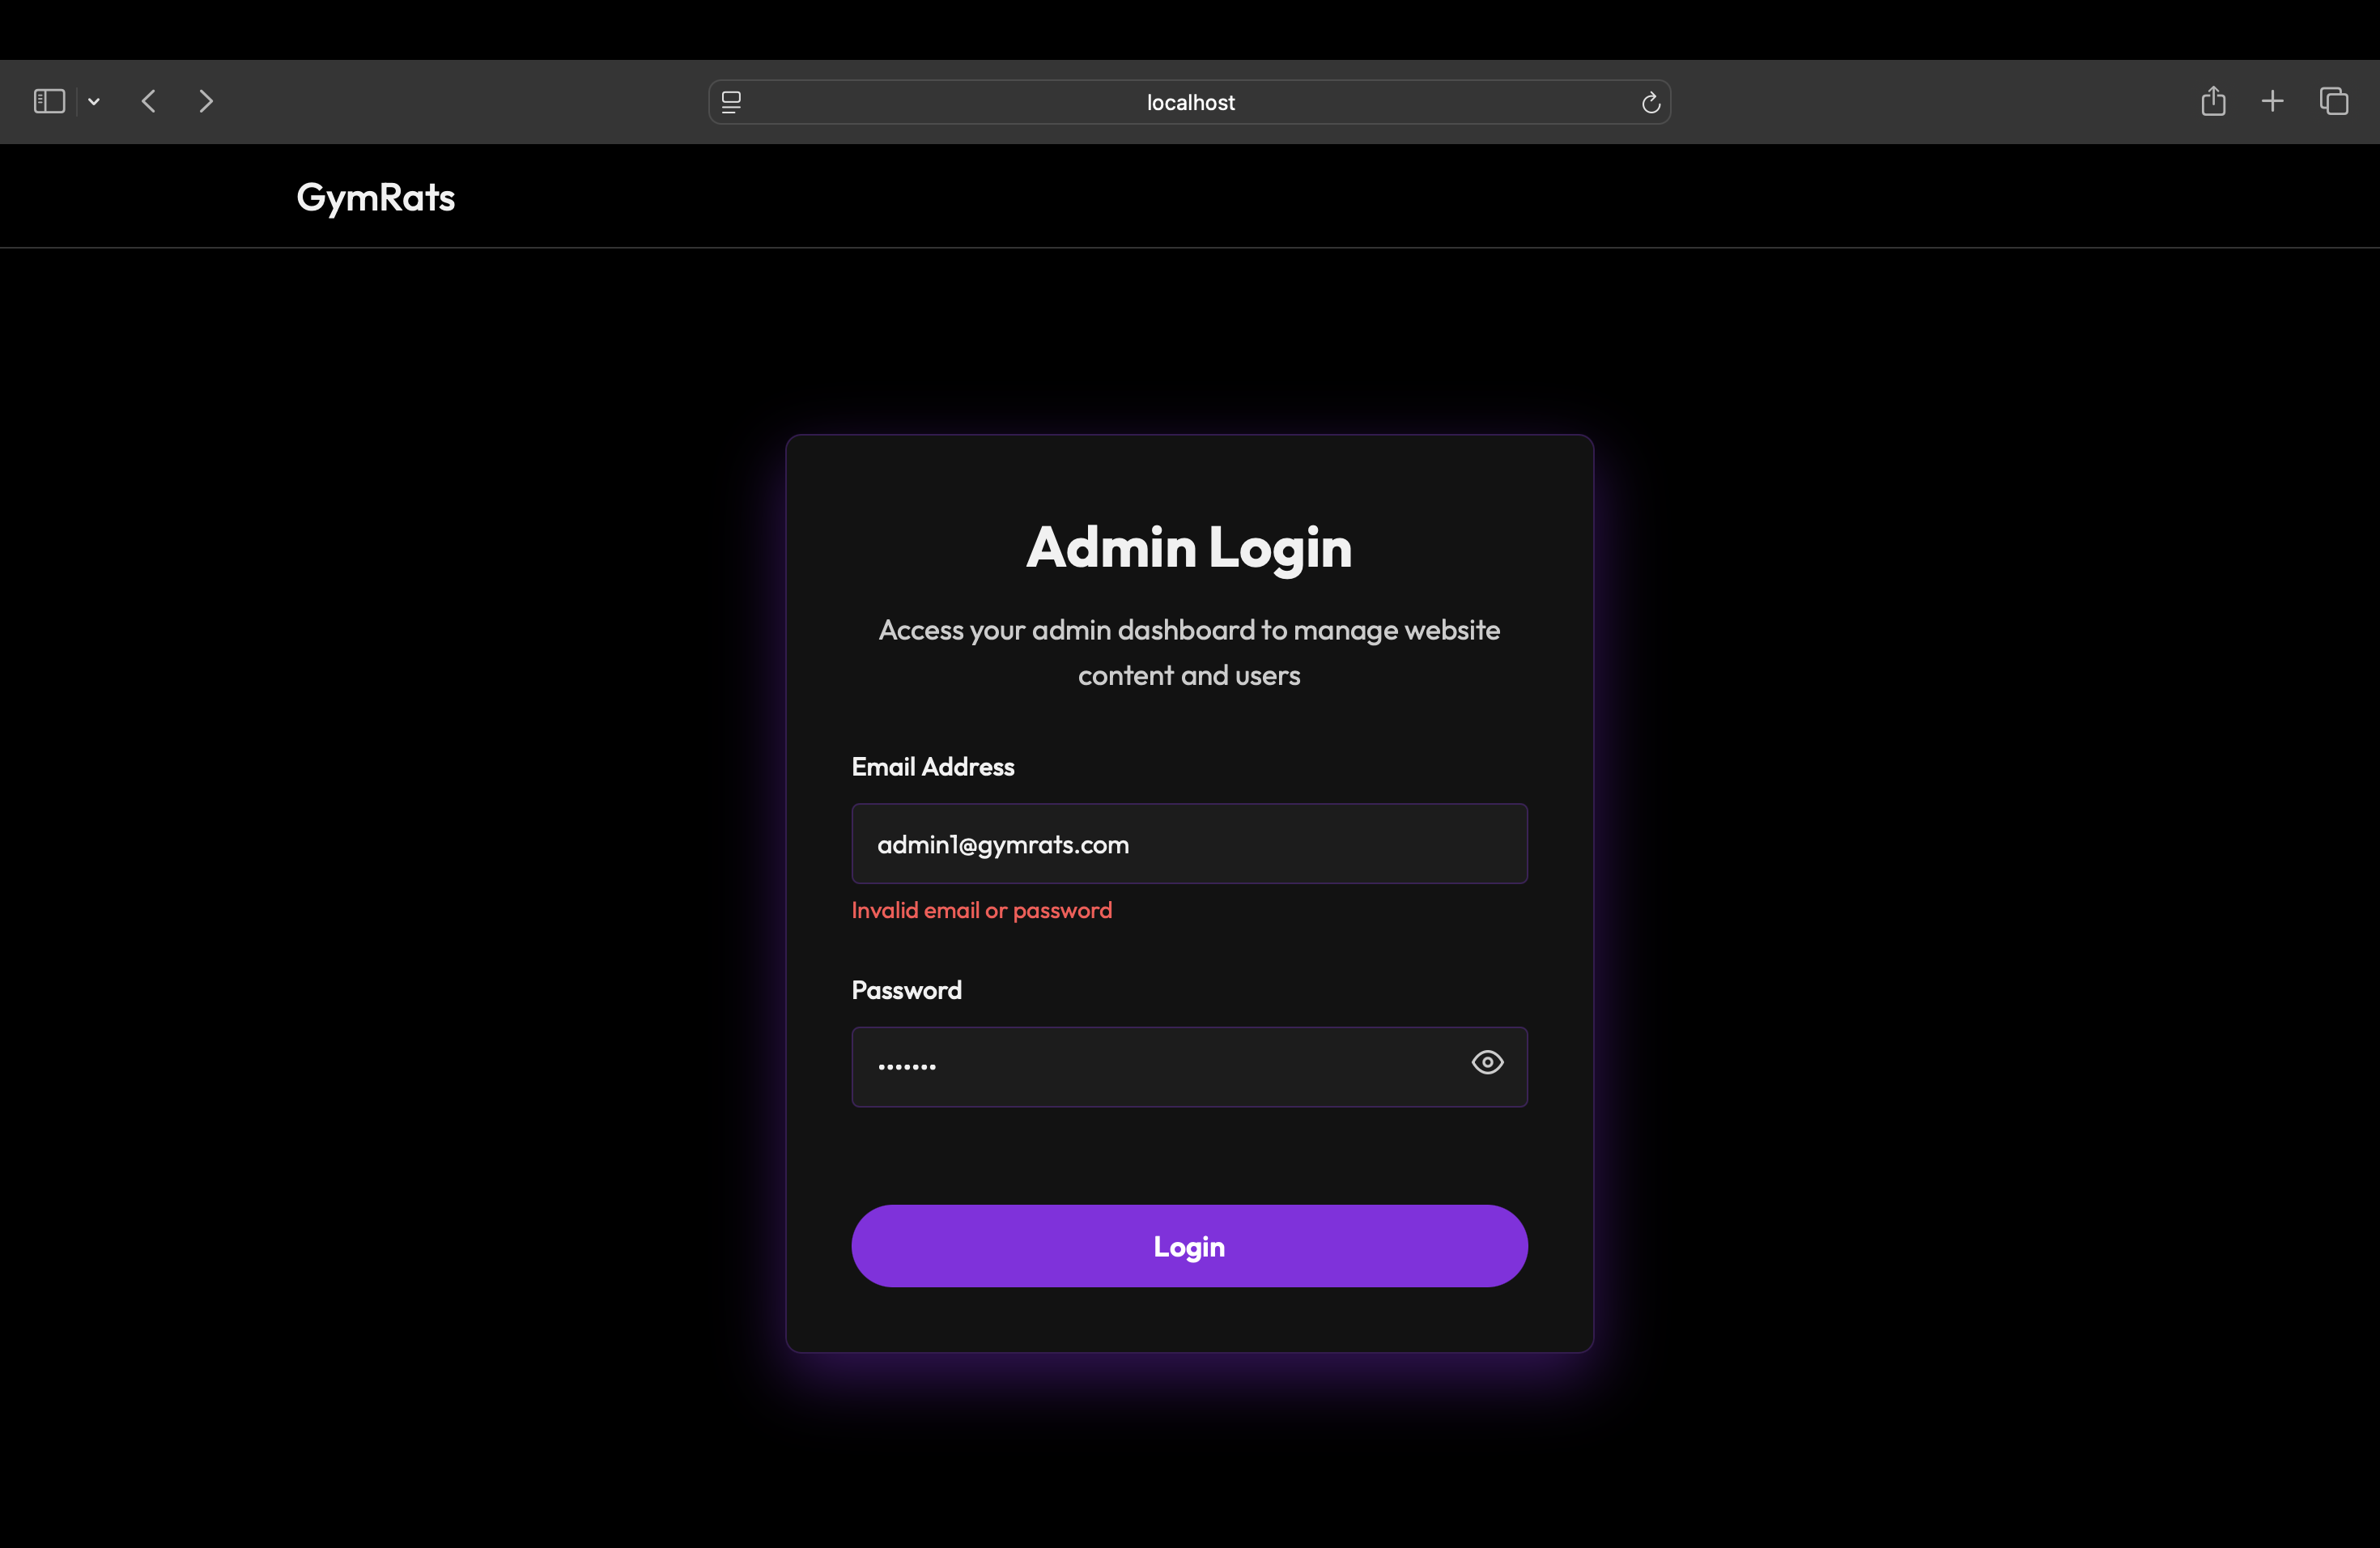 localhost
GymRats
Admin Login
Access your admin dashboard to manage website
content and users
Email Address
admin1@gymrats.com
Invalid email or password
Password
•••••••
Login